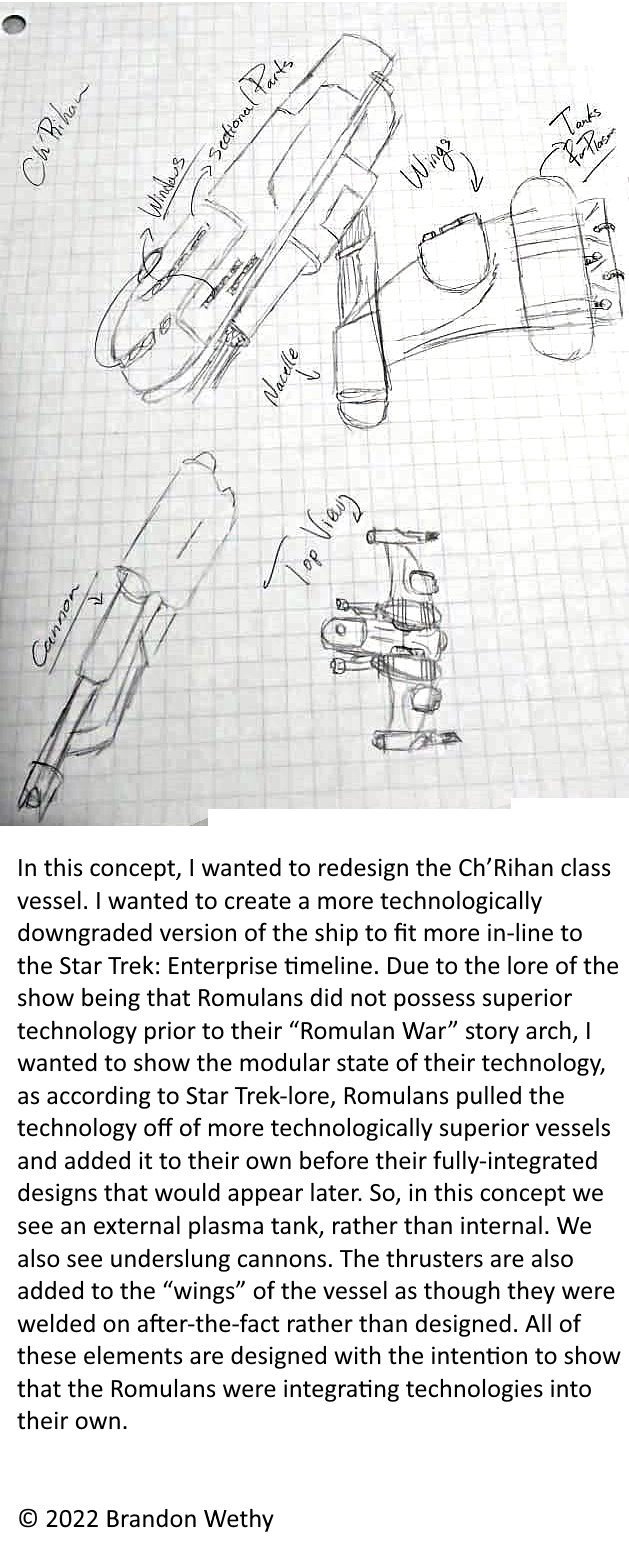 Ch'Rihan
Windows
Sectional Parts
Wings
Tanks
For Plasma
Nacelle
Cannon
Top View
In this concept, I wanted to redesign the Ch’Rihan class
vessel. I wanted to create a more technologically
downgraded version of the ship to fit more in-line to
the Star Trek: Enterprise timeline. Due to the lore of the
show being that Romulans did not possess superior
technology prior to their “Romulan War” story arch, I
wanted to show the modular state of their technology,
as according to Star Trek-lore, Romulans pulled the
technology off of more technologically superior vessels
and added it to their own before their fully-integrated
designs that would appear later. So, in this concept we
see an external plasma tank, rather than internal. We
also see underslung cannons. The thrusters are also
added to the “wings” of the vessel as though they were
welded on after-the-fact rather than designed. All of
these elements are designed with the intention to show
that the Romulans were integrating technologies into
their own.
© 2022 Brandon Wethy